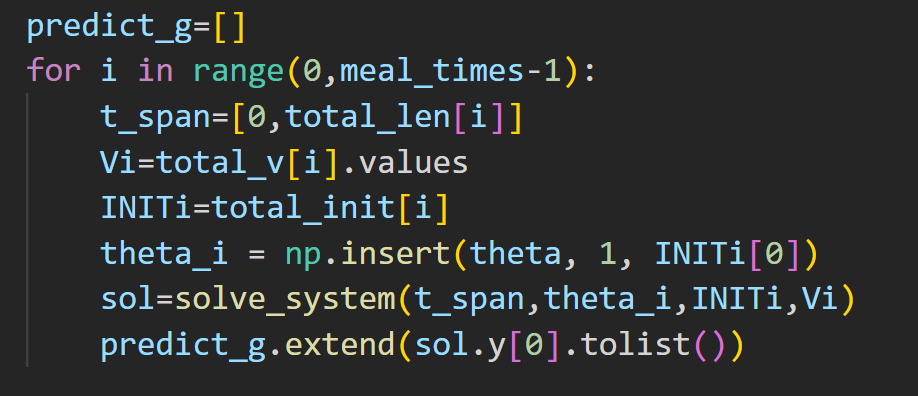 predict_g=[]
for i in range(0,meal_times-1):
    t_span=[0,total_len[i]]
    Vi=total_v[i].values
    INITi=total_init[i]
    theta_i = np.insert(theta, 1, INITi[0])
    sol=solve_system(t_span,theta_i,INITi,Vi)
    predict_g.extend(sol.y[0].tolist())